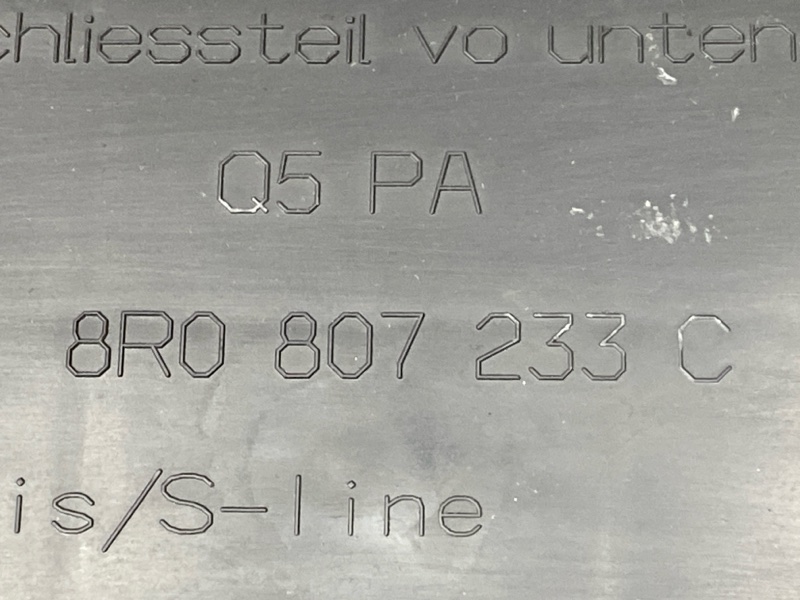 chliessteil vo unten
Q5 PA
8R0 807 233 C
is/S-line